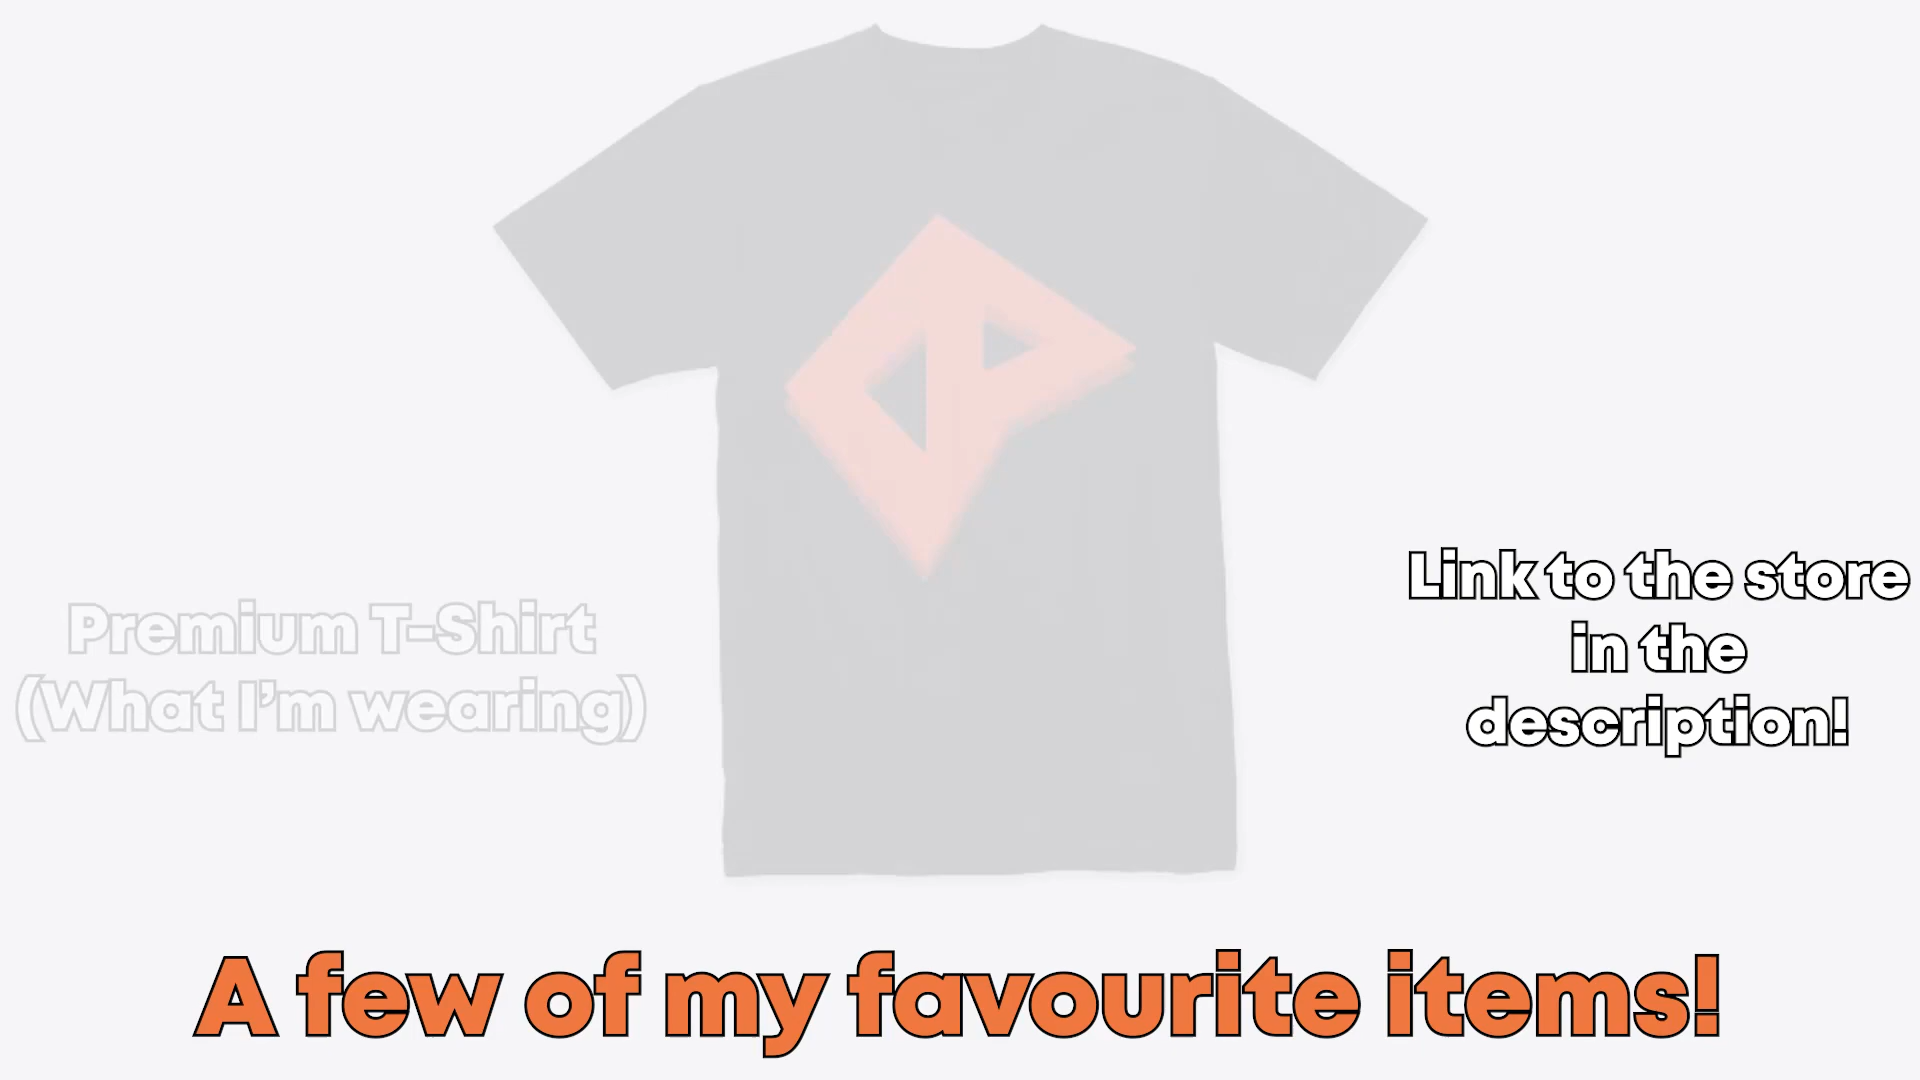 Premium T-Shirt
(What I'm wearing)
Link to the store
in the
description!
A few of my favourite items!